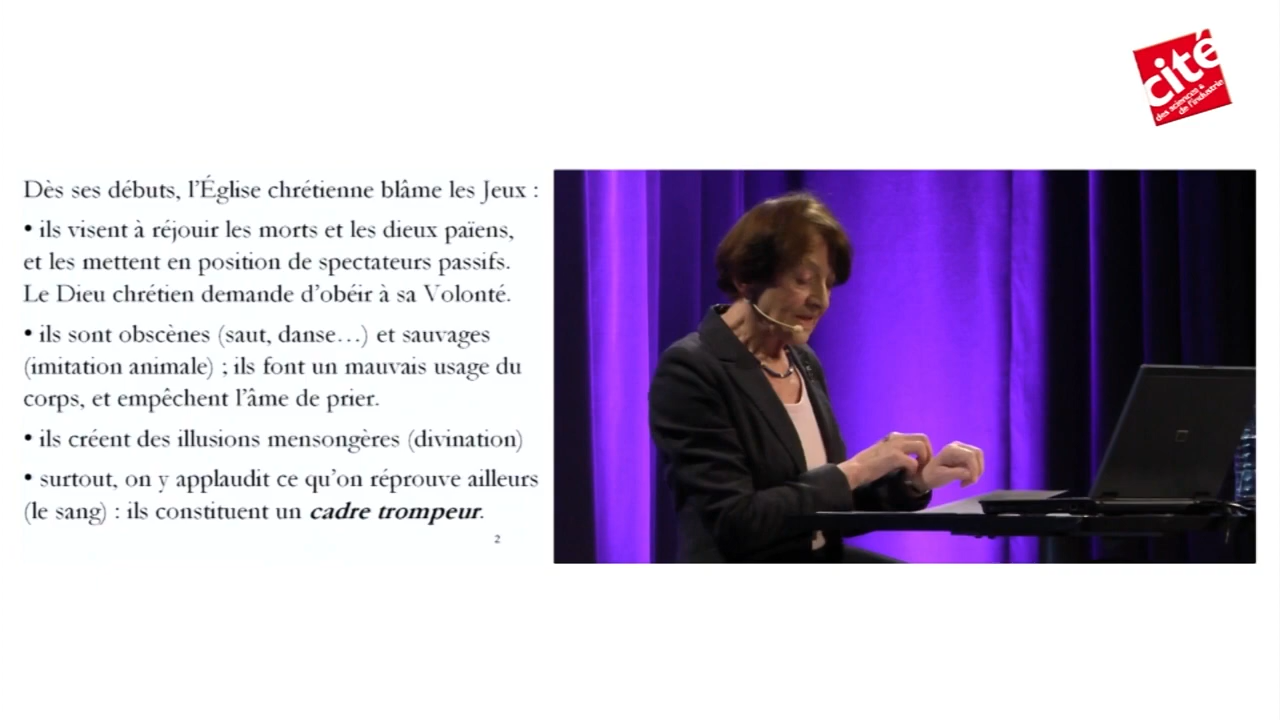 cité
des sciences &
de l'industrie
Dès ses débuts, l'Église chrétienne blâme les Jeux :
• ils visent à réjouir les morts et les dieux païens,
et les mettent en position de spectateurs passifs.
Le Dieu chrétien demande d'obéir à sa Volonté.
• ils sont obscènes (saut, danse…) et sauvages
(imitation animale) ; ils font un mauvais usage du
corps, et empêchent l'âme de prier.
• ils créent des illusions mensongères (divination)
• surtout, on y applaudit ce qu'on réprouve ailleurs
(le sang) : ils constituent un cadre trompeur.
2